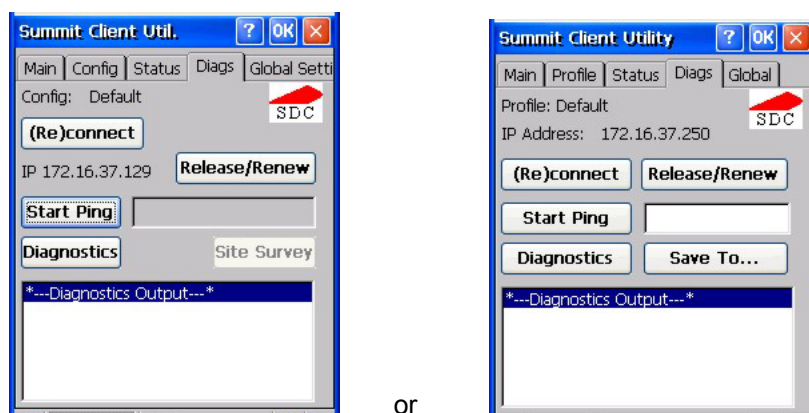 Summit Client Util. ? OK
Main Config Status Diags Global Setti
Config: Default
SDC
(Re)connect
IP 172.16.37.129 Release/Renew
Start Ping
Diagnostics Site Survey
*---Diagnostics Output---*
or
Summit Client Utility ? OK
Main Profile Status Diags Global
Profile: Default
SDC
IP Address: 172.16.37.250
(Re)connect Release/Renew
Start Ping
Diagnostics Save To...
*---Diagnostics Output---*